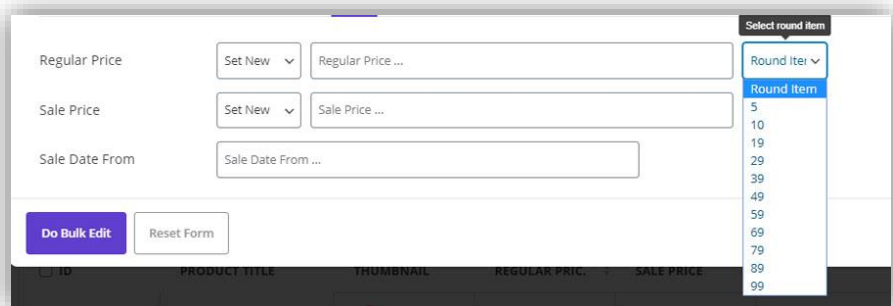 Select round item
Regular Price
Set New
Regular Price ...
Round Iter
Round Item
5
10
19
29
39
49
59
69
79
89
99
Sale Price
Set New
Sale Price ...
Sale Date From
Sale Date From ...
Do Bulk Edit
Reset Form
ID
PRODUCT TITLE
THUMBNAIL
REGULAR PRIC.
SALE PRICE